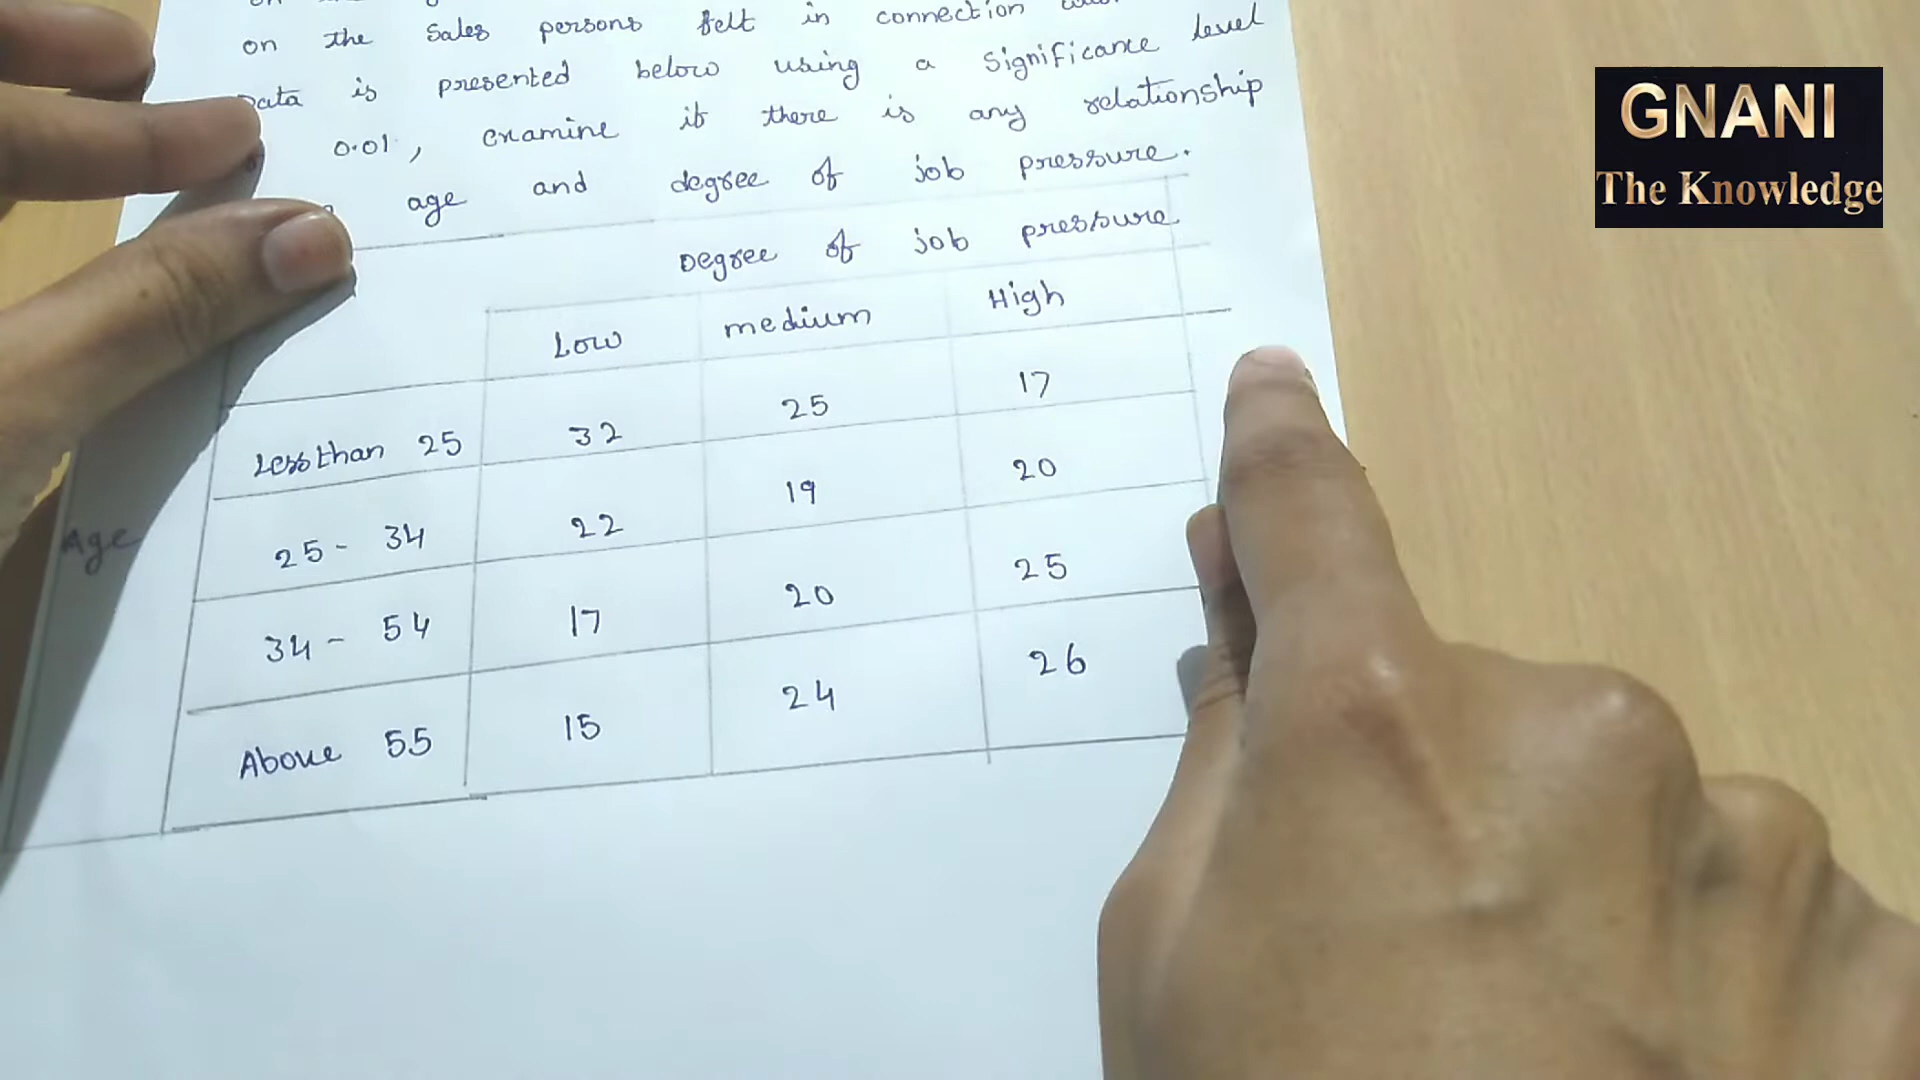 on the sales persons felt in connection
Data is presented below using a significance level
0.01, examine if there is any relationship
age and degree of job pressure.
Degree of job pressure
Low medium High
Less than 25 32 25 17
25 - 34 22 19 20
Age
34 - 54 17 20 25
Above 55 15 24 26
GNANI
The Knowledge